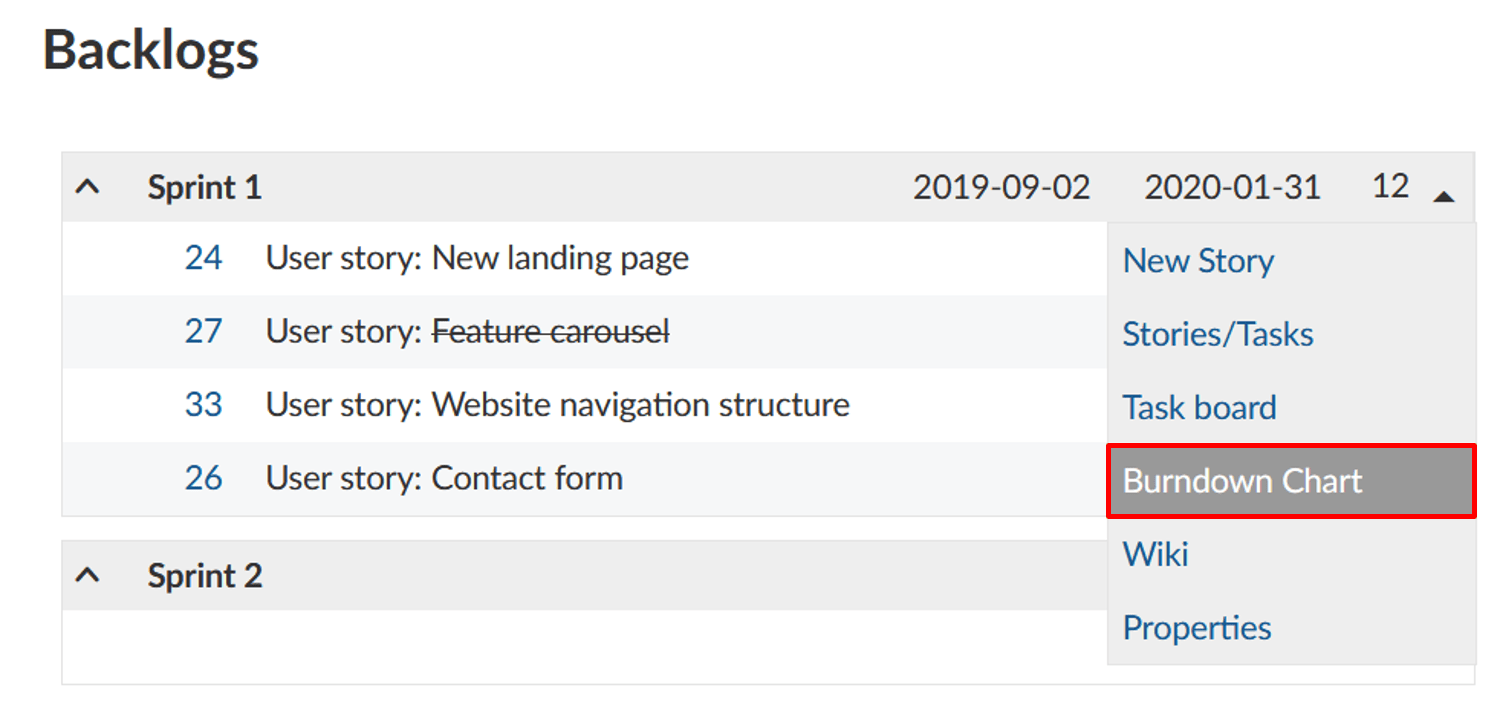 Backlogs
Sprint 1 2019-09-02 2020-01-31 12
24 User story: New landing page
New Story
27 User story: Feature carousel
Stories/Tasks
33 User story: Website navigation structure
Task board
26 User story: Contact form
Burndown Chart
Wiki
Sprint 2
Properties